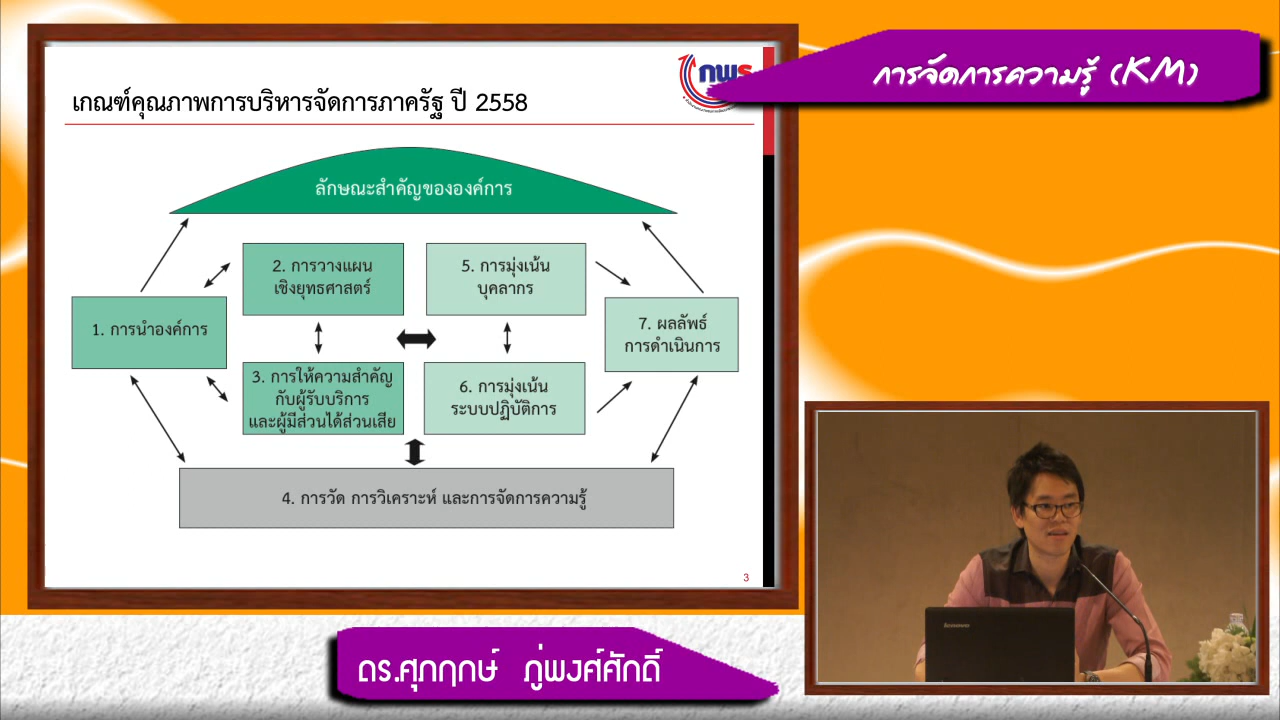 การจัดการความรู้ (KM)
กพร
เกณฑ์คุณภาพการบริหารจัดการภาครัฐ ปี 2558
ลักษณะสำคัญขององค์การ
1. การนำองค์การ
2. การวางแผน
เชิงยุทธศาสตร์
3. การให้ความสำคัญ
กับผู้รับบริการ
และผู้มีส่วนได้ส่วนเสีย
5. การมุ่งเน้น
บุคลากร
6. การมุ่งเน้น
ระบบปฏิบัติการ
7. ผลลัพธ์
การดำเนินการ
4. การวัด การวิเคราะห์ และการจัดการความรู้
3
lenovo
ดร.ศุภฤกษ์ ภู่พงศ์ศักดิ์